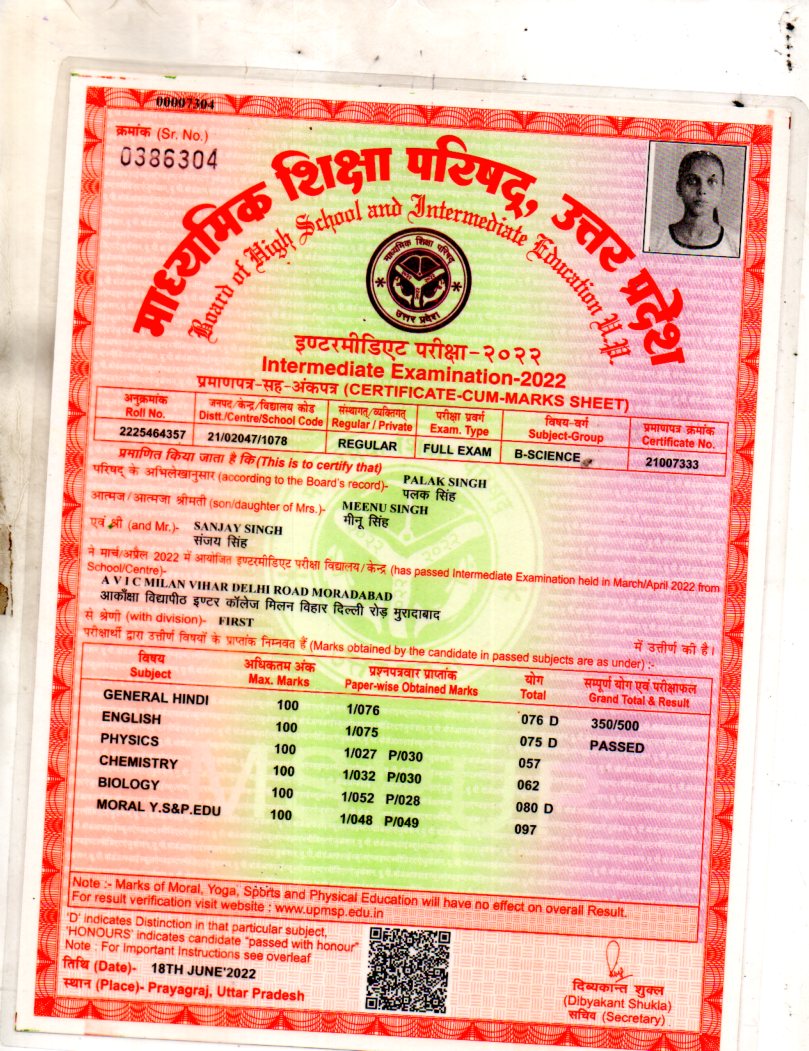 00007304
क्रमांक (Sr. No.)
0386304
माध्यमिक शिक्षा परिषद्, उत्तर प्रदेश
Board of High School and Intermediate Education U.P.
माध्यमिक शिक्षा परिषद्
उत्तर प्रदेश
इण्टरमीडिएट परीक्षा-२०२२
Intermediate Examination-2022
प्रमाणपत्र-सह-अंकपत्र (CERTIFICATE-CUM-MARKS SHEET)
अनुक्रमांक जनपद/केन्द्र/विद्यालय कोड संस्थागत/व्यक्तिगत परीक्षा प्रवर्ग विषय-वर्ग प्रमाणपत्र क्रमांक
Roll No. Distt./Centre/School Code Regular / Private Exam. Type Subject-Group Certificate No.
2225464357 21/02047/1078 REGULAR FULL EXAM B-SCIENCE 21007333
प्रमाणित किया जाता है कि (This is to certify that)
परिषद् के अभिलेखानुसार (according to the Board's record)- PALAK SINGH
पलक सिंह
आत्मज/आत्मजा श्रीमती (son/daughter of Mrs.)- MEENU SINGH
मीनू सिंह
एवं श्री (and Mr.)- SANJAY SINGH
संजय सिंह
ने मार्च/अप्रैल 2022 में आयोजित इण्टरमीडिएट परीक्षा विद्यालय/केन्द्र (has passed Intermediate Examination held in March/April 2022 from
School/Centre)-
A V I C MILAN VIHAR DELHI ROAD MORADABAD
आकाँक्षा विद्यापीठ इण्टर कॉलेज मिलन विहार दिल्ली रोड़ मुरादाबाद
से श्रेणी (with division)- FIRST में उत्तीर्ण की है।
परीक्षार्थी द्वारा उत्तीर्ण विषयों के प्राप्तांक निम्नवत हैं (Marks obtained by the candidate in passed subjects are as under) :-
विषय अधिकतम अंक प्रश्नपत्रवार प्राप्तांक योग सम्पूर्ण योग एवं परीक्षाफल
Subject Max. Marks Paper-wise Obtained Marks Total Grand Total & Result
GENERAL HINDI 100 1/076 076 D 350/500
ENGLISH 100 1/075 075 D PASSED
PHYSICS 100 1/027 P/030 057
CHEMISTRY 100 1/032 P/030 062
BIOLOGY 100 1/052 P/028 080 D
MORAL Y.S&P.EDU 100 1/048 P/049 097
Note :- Marks of Moral, Yoga, Sports and Physical Education will have no effect on overall Result.
For result verification visit website : www.upmsp.edu.in
'D' indicates Distinction in that particular subject,
'HONOURS' indicates candidate "passed with honour"
Note : For Important Instructions see overleaf
तिथि (Date)- 18TH JUNE'2022
स्थान (Place)- Prayagraj, Uttar Pradesh
दिब्यकान्त शुक्ल
(Dibyakant Shukla)
सचिव (Secretary)